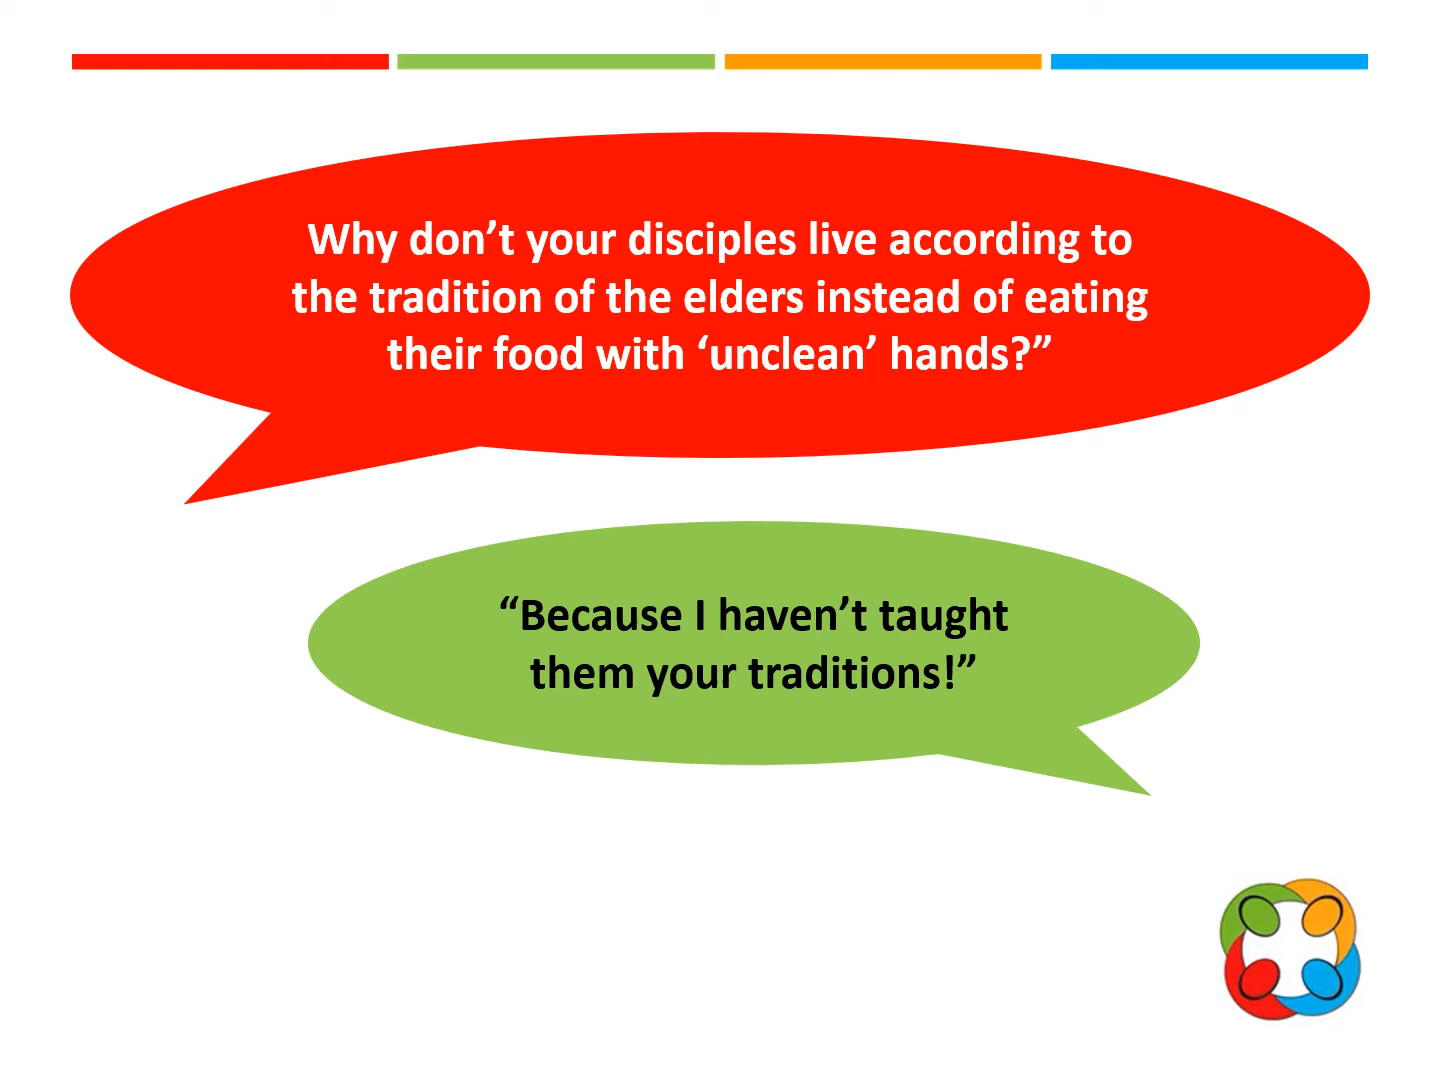 Why don’t your disciples live according to
the tradition of the elders instead of eating
their food with ‘unclean’ hands?”
“Because I haven’t taught
them your traditions!”